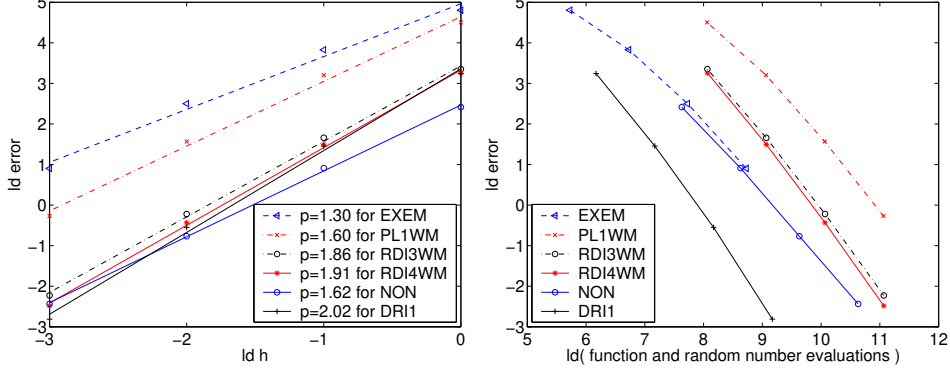 5
4
3
2
1
0
−1
−2
−3
ld error
−3
−2
−1
0
ld h
p=1.30 for EXEM
p=1.60 for PL1WM
p=1.86 for RDI3WM
p=1.91 for RDI4WM
p=1.62 for NON
p=2.02 for DRI1
5
4
3
2
1
0
−1
−2
−3
ld error
5
6
7
8
9
10
11
12
ld( function and random number evaluations )
EXEM
PL1WM
RDI3WM
RDI4WM
NON
DRI1